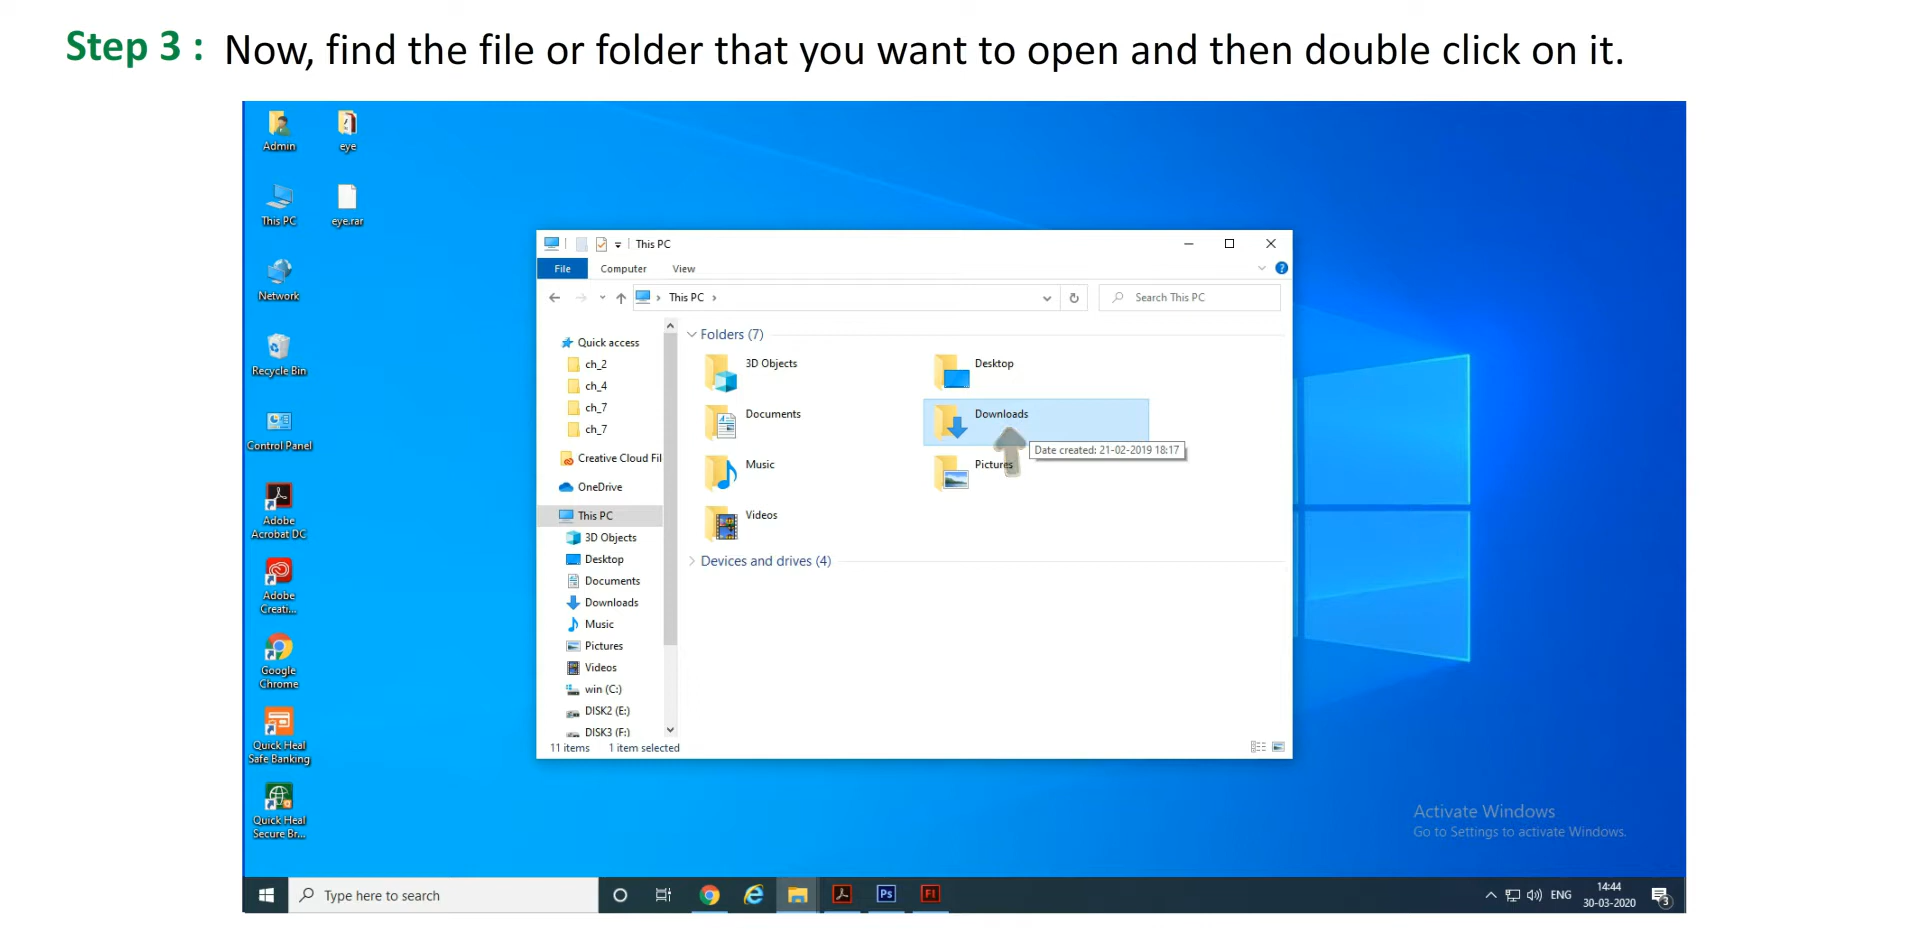 Step 3 : Now, find the file or folder that you want to open and then double click on it.
Admin
eye
This PC
eye.rar
Network
Recycle Bin
Control Panel
Adobe
Acrobat DC
Adobe
Creati...
Google
Chrome
Quick Heal
Safe Banking
Quick Heal
Secure Br...
This PC
File Computer View
This PC
Search This PC
Quick access
ch_2
ch_4
ch_7
ch_7
Creative Cloud Fil
OneDrive
This PC
3D Objects
Desktop
Documents
Downloads
Music
Pictures
Videos
win (C:)
DISK2 (E:)
DISK3 (F:)
Folders (7)
3D Objects
Desktop
Documents
Downloads
Date created: 21-02-2019 18:17
Music
Pictures
Videos
Devices and drives (4)
11 items 1 item selected
Activate Windows
Go to Settings to activate Windows.
Type here to search
Ps
Fl
ENG
14:44
30-03-2020
3